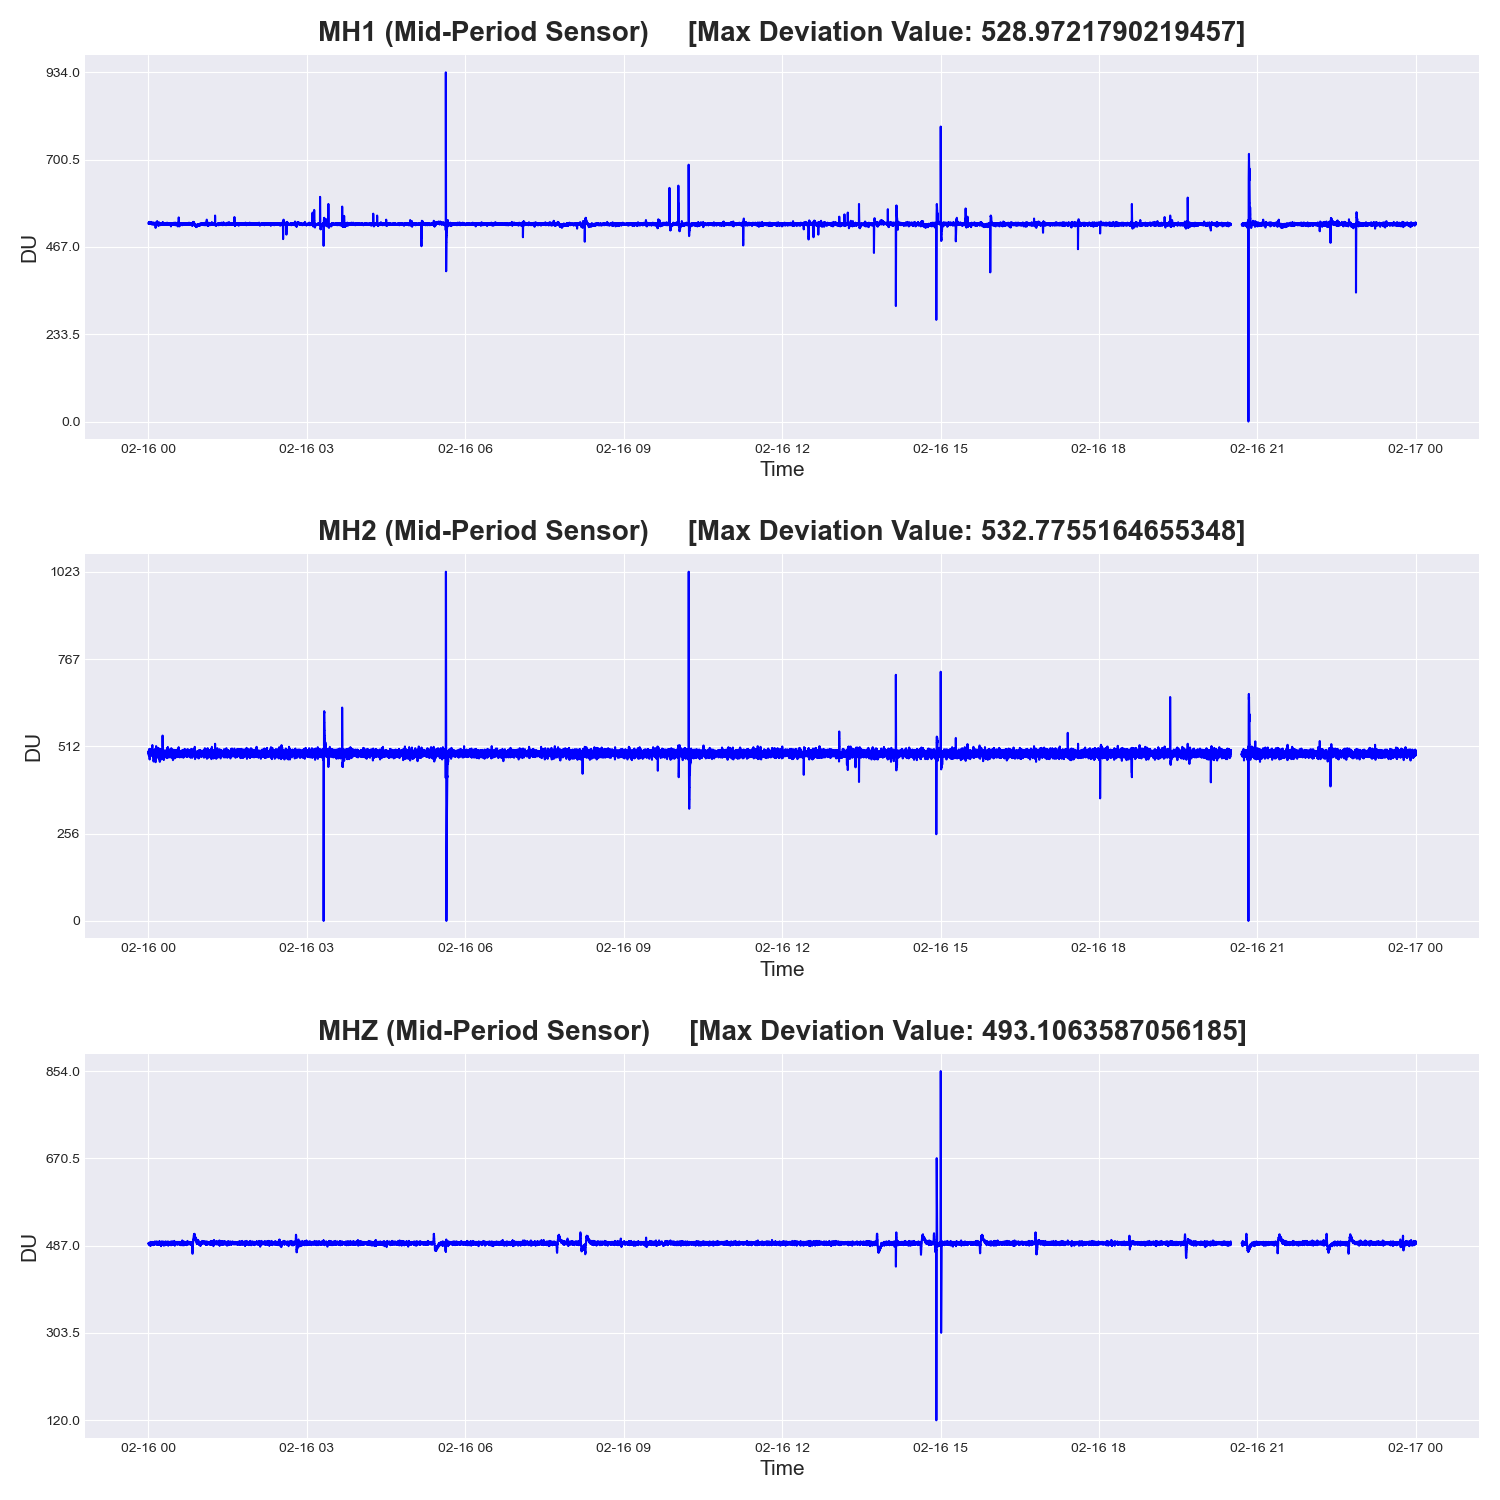 MH1 (Mid-Period Sensor) [Max Deviation Value: 528.9721790219457]
934.0
700.5
467.0
233.5
0.0
DU
02-16 00 02-16 03 02-16 06 02-16 09 02-16 12 02-16 15 02-16 18 02-16 21 02-17 00
Time
MH2 (Mid-Period Sensor) [Max Deviation Value: 532.7755164655348]
1023
767
512
256
0
DU
02-16 00 02-16 03 02-16 06 02-16 09 02-16 12 02-16 15 02-16 18 02-16 21 02-17 00
Time
MHZ (Mid-Period Sensor) [Max Deviation Value: 493.1063587056185]
854.0
670.5
487.0
303.5
120.0
DU
02-16 00 02-16 03 02-16 06 02-16 09 02-16 12 02-16 15 02-16 18 02-16 21 02-17 00
Time